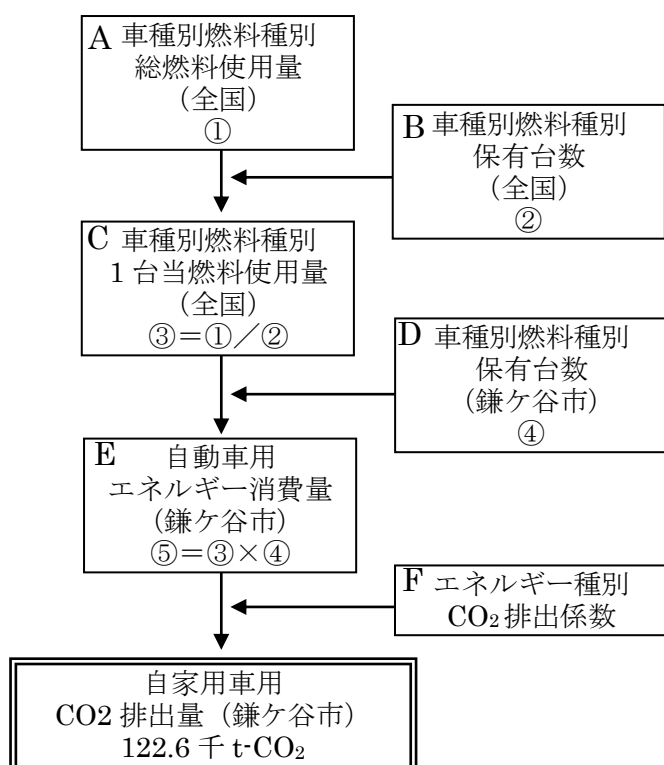 A 車種別燃料種別
総燃料使用量
(全国)
①
B 車種別燃料種別
保有台数
(全国)
②
C 車種別燃料種別
1 台当燃料使用量
(全国)
③＝①／②
D 車種別燃料種別
保有台数
(鎌ケ谷市)
④
E 自動車用
エネルギー消費量
(鎌ケ谷市)
⑤＝③×④
F エネルギー種別
CO₂排出係数
自家用車用
CO2 排出量（鎌ケ谷市）
122.6 千 t-CO₂